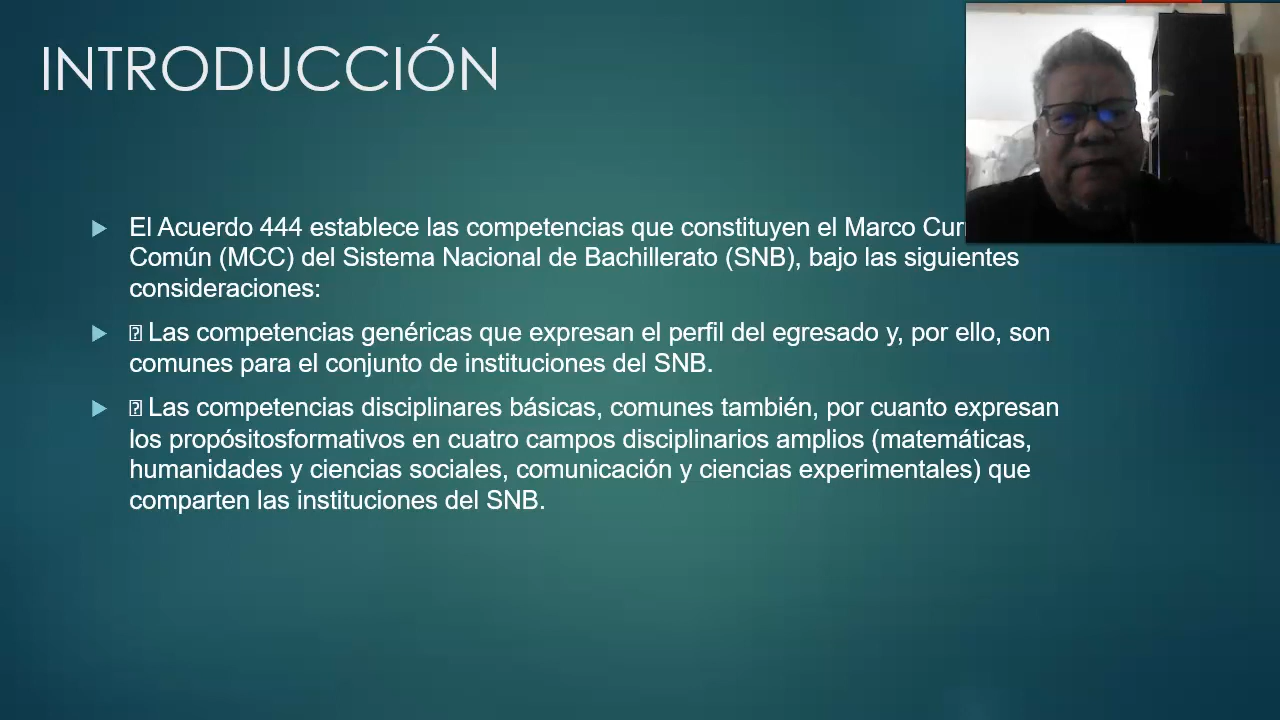 INTRODUCCIÓN
El Acuerdo 444 establece las competencias que constituyen el Marco
Común (MCC) del Sistema Nacional de Bachillerato (SNB), bajo las siguientes
consideraciones:
Las competencias genéricas que expresan el perfil del egresado y, por ello, son
comunes para el conjunto de instituciones del SNB.
Las competencias disciplinares básicas, comunes también, por cuanto expresan
los propósitosformativos en cuatro campos disciplinarios amplios (matemáticas,
humanidades y ciencias sociales, comunicación y ciencias experimentales) que
comparten las instituciones del SNB.